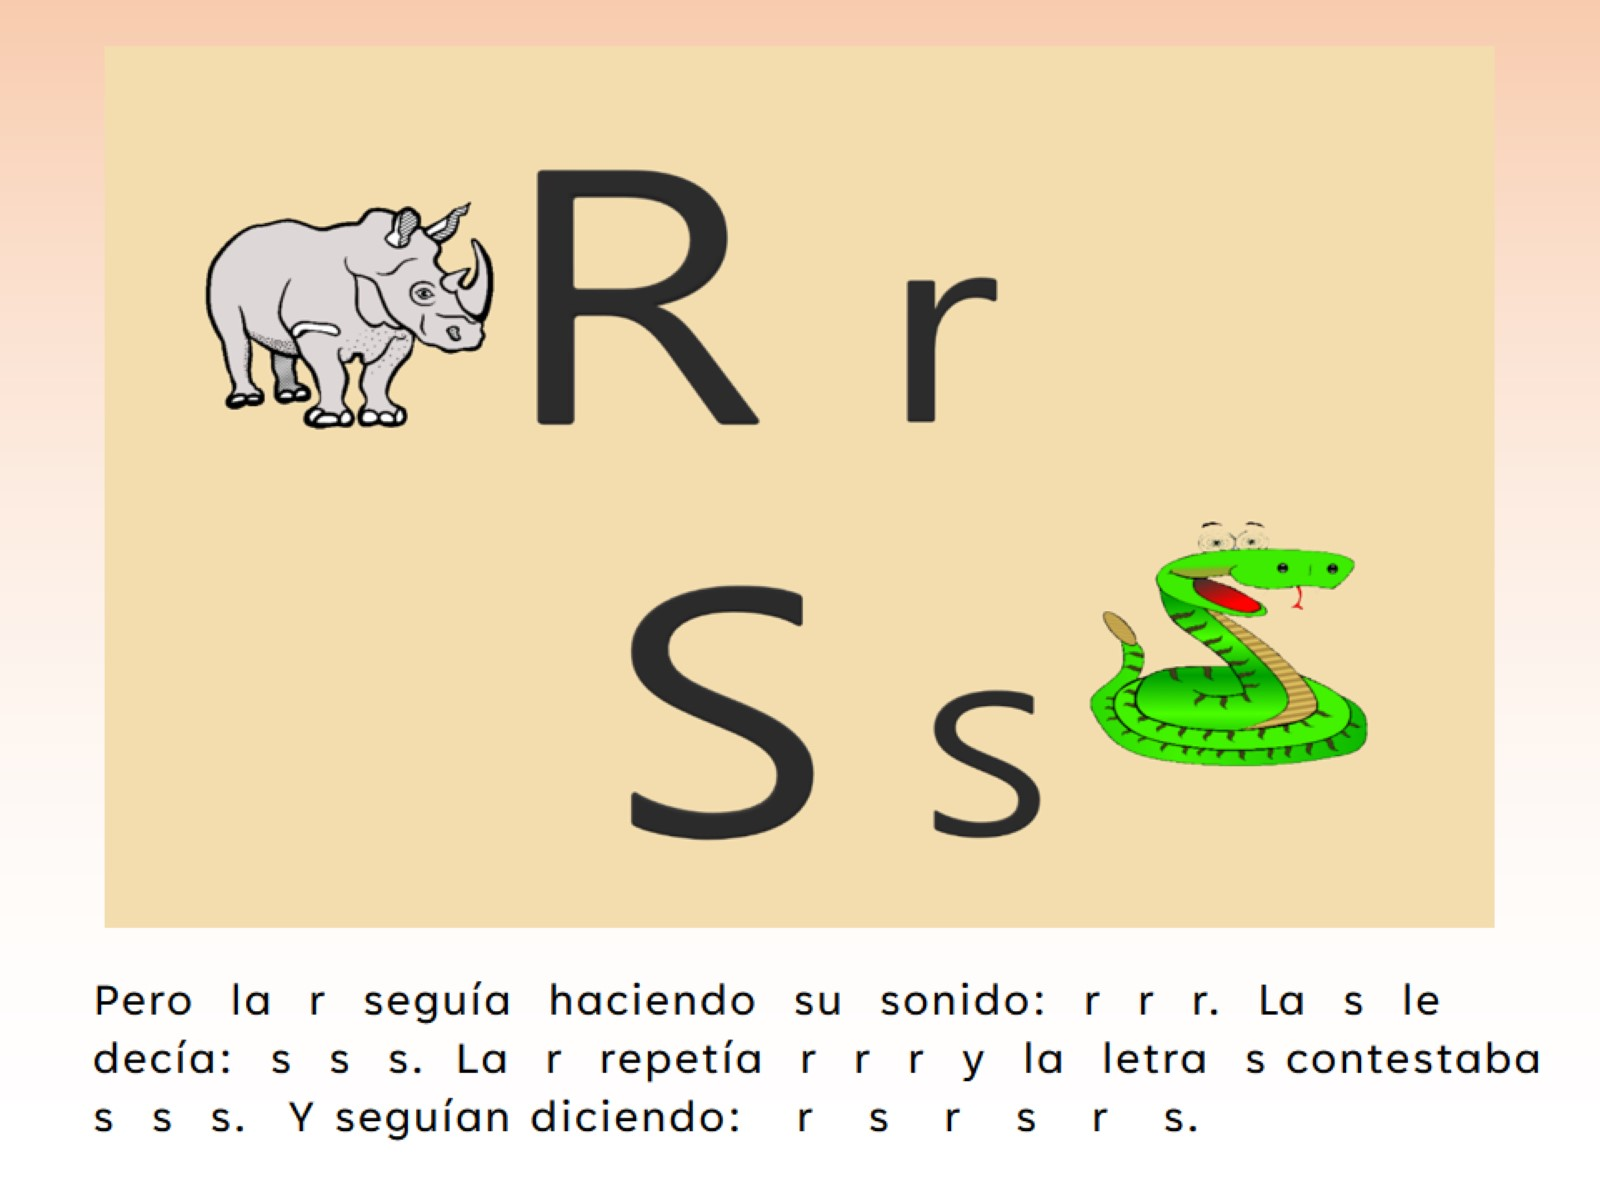 R r
S s
Pero la r seguía haciendo su sonido: r r r. La s le
decía: s s s. La r repetía r r r y la letra s contestaba
s s s. Y seguían diciendo: r s r s r s.